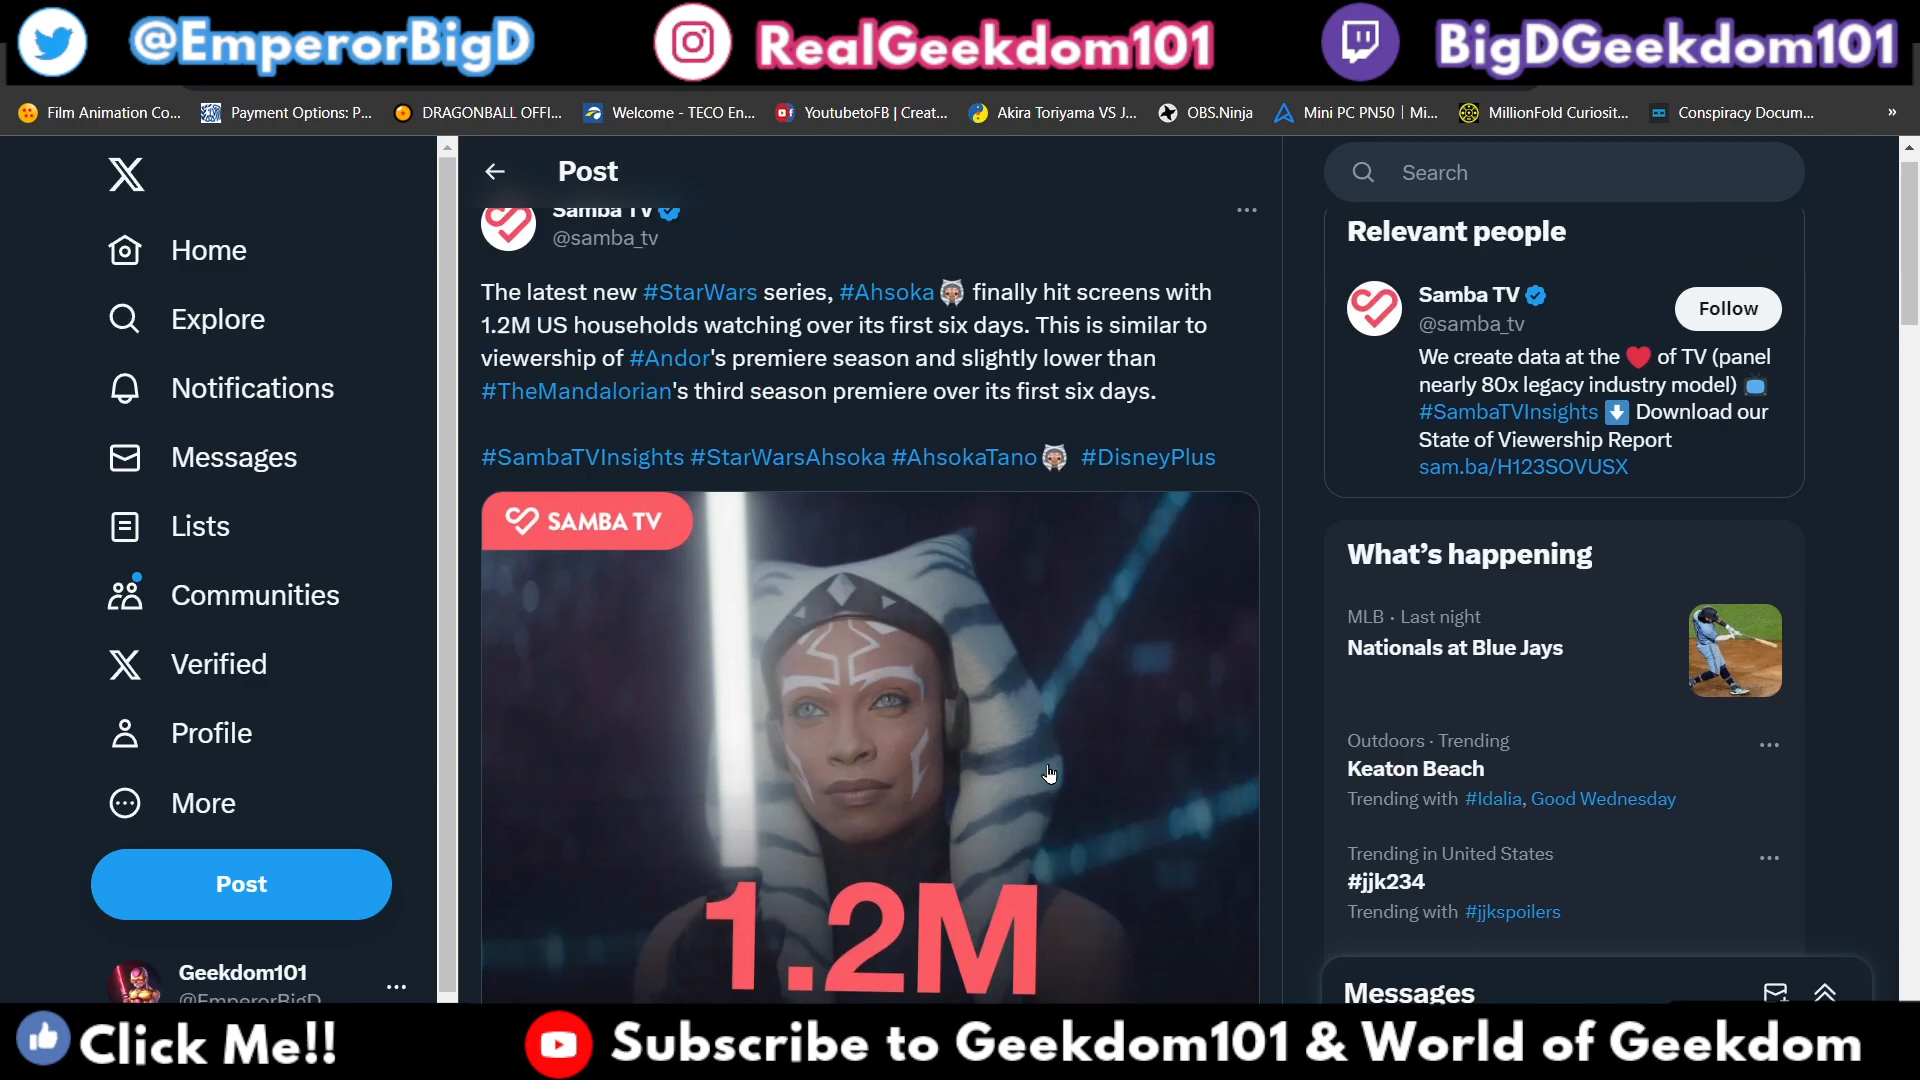 @EmperorBigD
RealGeekdom101
BigDGeekdom101
Film Animation Co...
Payment Options: P...
DRAGONBALL OFFI...
Welcome - TECO En...
YoutubetoFB | Creat...
Akira Toriyama VS J...
OBS.Ninja
Mini PC PN50 | Mi...
MillionFold Curiosit...
Conspiracy Docum...
»
Home
Explore
Notifications
Messages
Lists
Communities
Verified
Profile
More
Post
Geekdom101
@EmperorBigD
Post
Samba TV
@samba_tv
The latest new #StarWars series, #Ahsoka finally hit screens with
1.2M US households watching over its first six days. This is similar to
viewership of #Andor's premiere season and slightly lower than
#TheMandalorian's third season premiere over its first six days.
#SambaTVInsights #StarWarsAhsoka #AhsokaTano #DisneyPlus
SAMBA TV
1.2M
Search
Relevant people
Samba TV
@samba_tv
Follow
We create data at the ❤️ of TV (panel
nearly 80x legacy industry model) 📺
#SambaTVInsights ⬇️ Download our
State of Viewership Report
sam.ba/H123SOVUSX
What's happening
MLB · Last night
Nationals at Blue Jays
Outdoors · Trending
Keaton Beach
Trending with #Idalia, Good Wednesday
Trending in United States
#jjk234
Trending with #jjkspoilers
Messages
Click Me!!
Subscribe to Geekdom101 & World of Geekdom